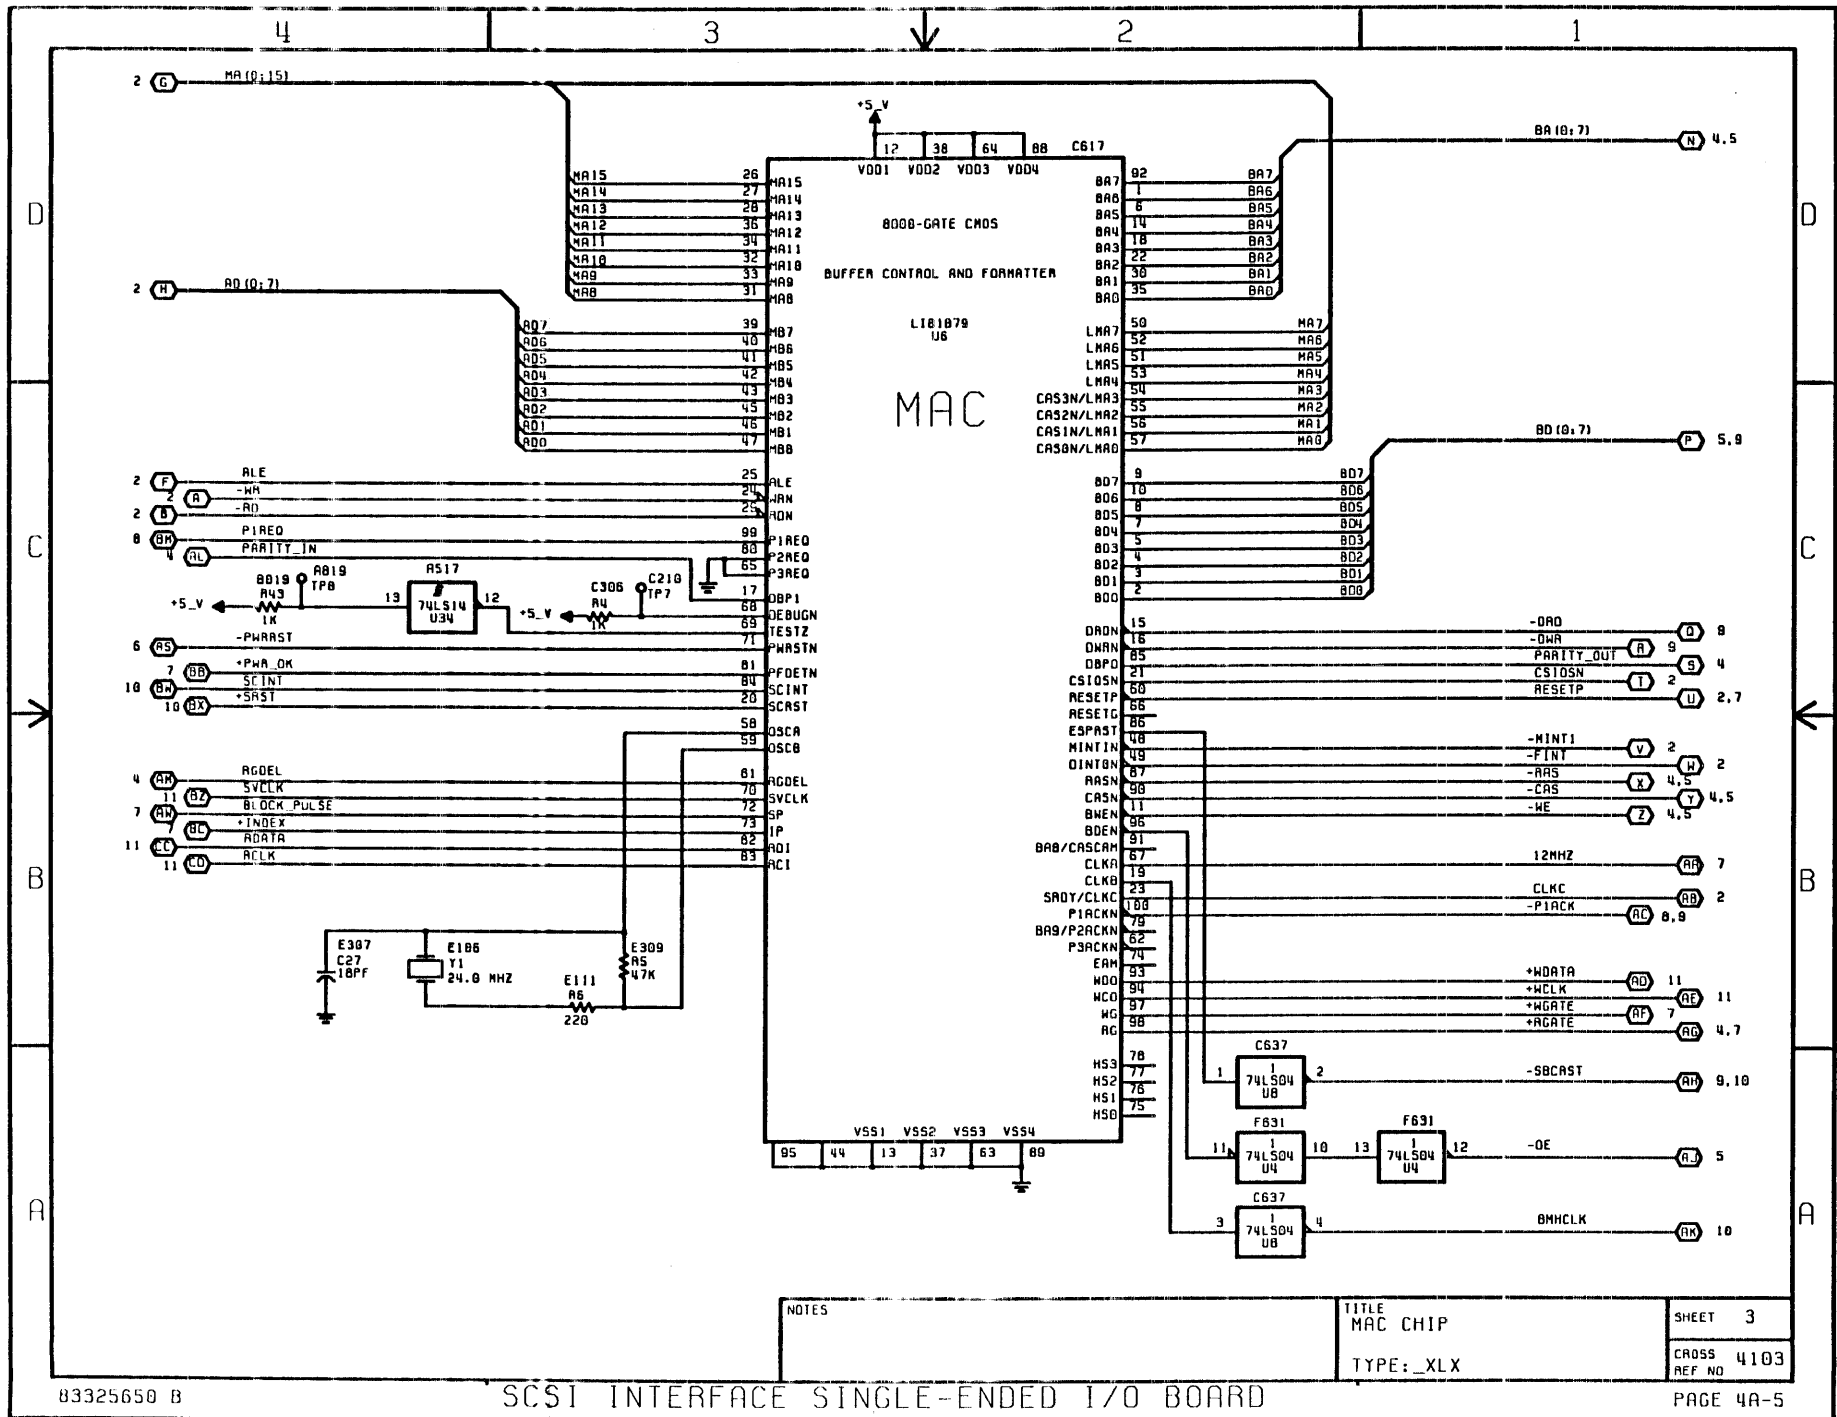 4 3 2 1
2 G MA(0:15)
+5_V
12 38 64 88 C617
VDD1 VDD2 VDD3 VDD4
BA(0:7) N 4,5
D D
MA15 26 MA15
MA14 27 MA14
MA13 28 MA13
MA12 36 MA12
MA11 34 MA11
MA10 32 MA10
MA9 33 MA9
MA8 31 MA8
8000-GATE CMOS
BUFFER CONTROL AND FORMATTER
LI81879
U6
MAC
BA7 92 BA7
BA6 1 BA6
BA5 6 BA5
BA4 14 BA4
BA3 18 BA3
BA2 22 BA2
BA1 30 BA1
BA0 35 BA0
2 H AD(0:7)
AD7 39 MB7
AD6 40 MB6
AD5 41 MB5
AD4 42 MB4
AD3 43 MB3
AD2 45 MB2
AD1 46 MB1
AD0 47 MB0
LMA7 50 MA7
LMA6 52 MA6
LMA5 51 MA5
LMA4 53 MA4
CAS3N/LMA3 54 MA3
CAS2N/LMA2 55 MA2
CAS1N/LMA1 56 MA1
CAS0N/LMA0 57 MA0
BD(0:7) P 5,9
2 F ALE 25 ALE
2 A -WR 24 WRN
2 B -RD RDN
C C
8 BM P1REQ 99 P1REQ
80 P2REQ
65 P3REQ
4 AL PARITY_IN 17 DBPI
BD7 9 BD7
BD6 10 BD6
BD5 8 BD5
BD4 7 BD4
BD3 5 BD3
BD2 4 BD2
BD1 3 BD1
BD0 2 BD0
+5_V B819 R43 1K A819 TP8 13 A517 74LS14 U34 12
+5_V C306 R4 1K C210 TP7
68 DEBUGN
69 TESTZ
6 AS -PWRRST 71 PWRSTN
7 BB +PWR_OK 81 PFDETN
10 BW SCINT 84 SCINT
10 BX +SRST 20 SCRST
58 OSCA
59 OSCB
DRDN 15 -DRD Q 9
DWRN 16 -DWR R 9
DBPO 85 PARITY_OUT S 4
CSIOSN 21 CSIOSN T 2
RESETP 60 RESETP U 2,7
RESETG 66
ESPRST 86
MINTIN 48 -MINT1 V 2
DINT0N 49 -FINT W 2
RASN 87 -RAS X 4,5
CASN 90 -CAS Y 4,5
BWEN 11 -WE Z 4,5
BDEN 96
BA8/CASCAM 91
CLKA 67 12MHZ AA 7
CLKB 19
SRDY/CLKC 23 CLKC AB 2
P1ACKN 100 -P1ACK AC 8,9
BA9/P2ACKN 79
P3ACKN 62
EAM 74
WDO 93 +WDATA AD 11
WCO 94 +WCLK AE 11
WG 97 +WGATE AF 7
RG 98 +RGATE AG 4,7
4 AM RGDEL 61 RGDEL
11 BZ SVCLK 70 SVCLK
7 AW BLOCK_PULSE 72 SP
7 BC +INDEX 73 IP
11 CC RDATA 82 RDI
11 CD RCLK 83 RCI
B B
E307 C27 18PF
E186 Y1 24.0 MHZ
E111 R6 220
E309 R5 47K
HS3 78
HS2 77
HS1 76
HS0 75
C637
1 1 74LS04 U8 2 -SBCRST AH 9,10
VSS1 VSS2 VSS3 VSS4
95 44 13 37 63 89
F631 F631
11 1 74LS04 U4 10 13 1 74LS04 U4 12 -OE AJ 5
A A
C637
3 1 74LS04 U8 4 BMHCLK AK 10
NOTES
TITLE
MAC CHIP
TYPE:_XLX
SHEET 3
CROSS REF NO 4103
83325650 B
SCSI INTERFACE SINGLE-ENDED I/O BOARD
PAGE 4A-5